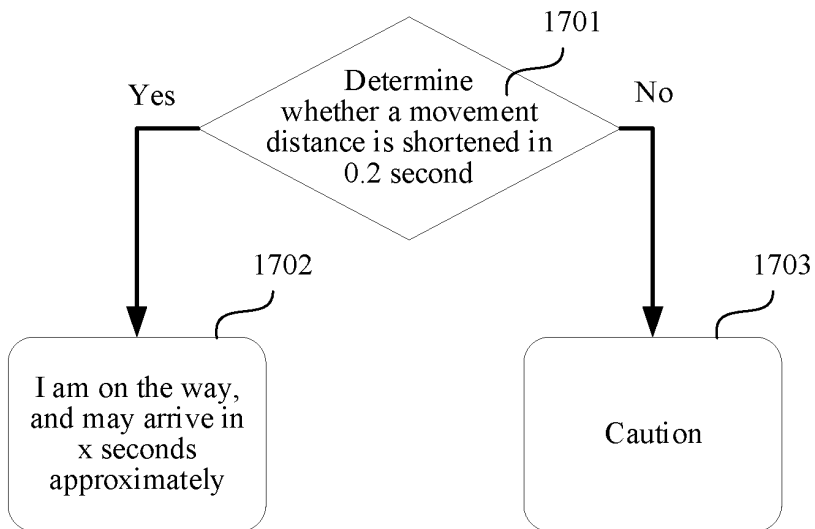 1701
Determine
whether a movement
distance is shortened in
0.2 second
Yes
No
1702
1703
I am on the way,
and may arrive in
x seconds
approximately
Caution